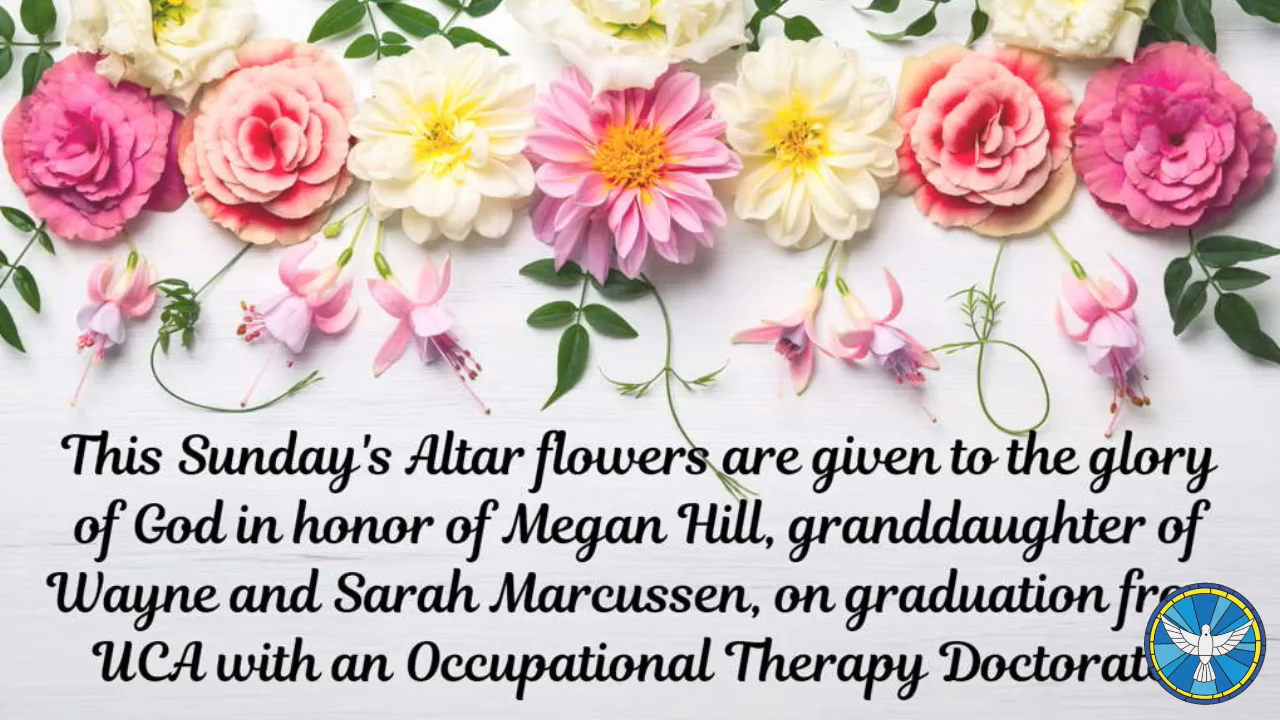 This Sunday's Altar flowers are given to the glory
of God in honor of Megan Hill, granddaughter of
Wayne and Sarah Marcussen, on graduation
UCA with an Occupational Therapy Doctorate